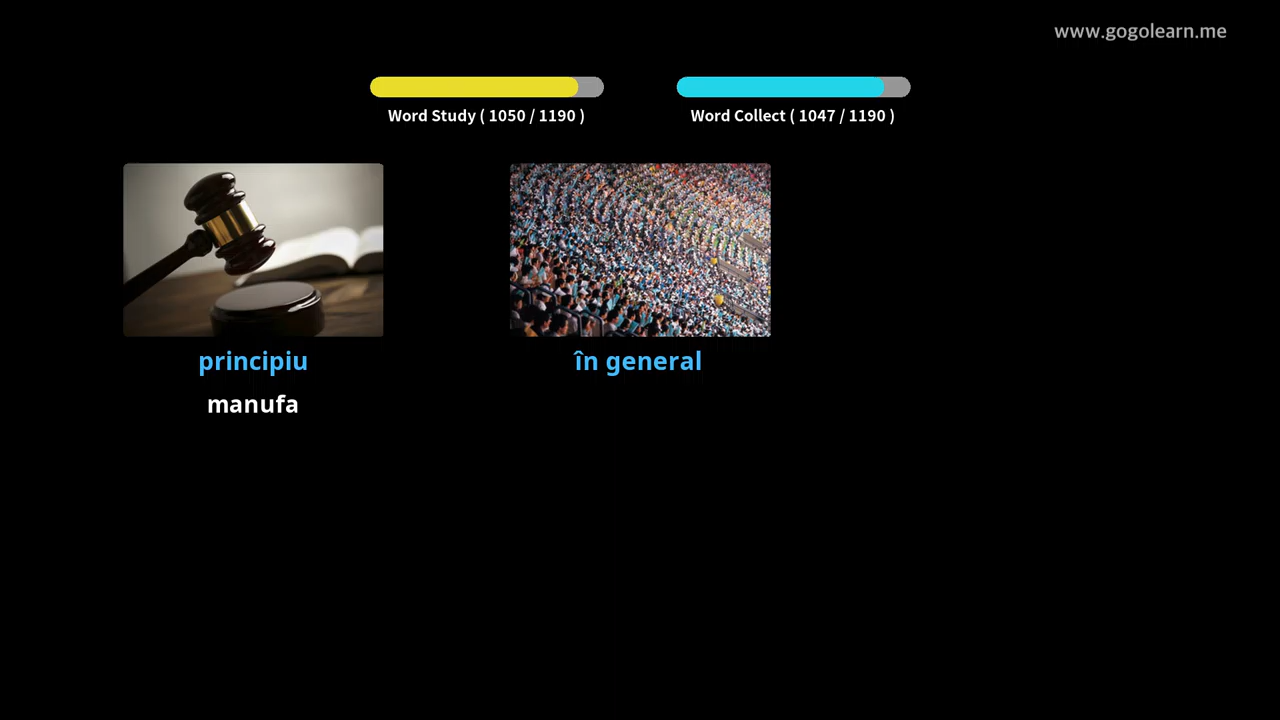 www.gogolearn.me
Word Study ( 1050 / 1190 )
Word Collect ( 1047 / 1190 )
principiu
în general
manufa